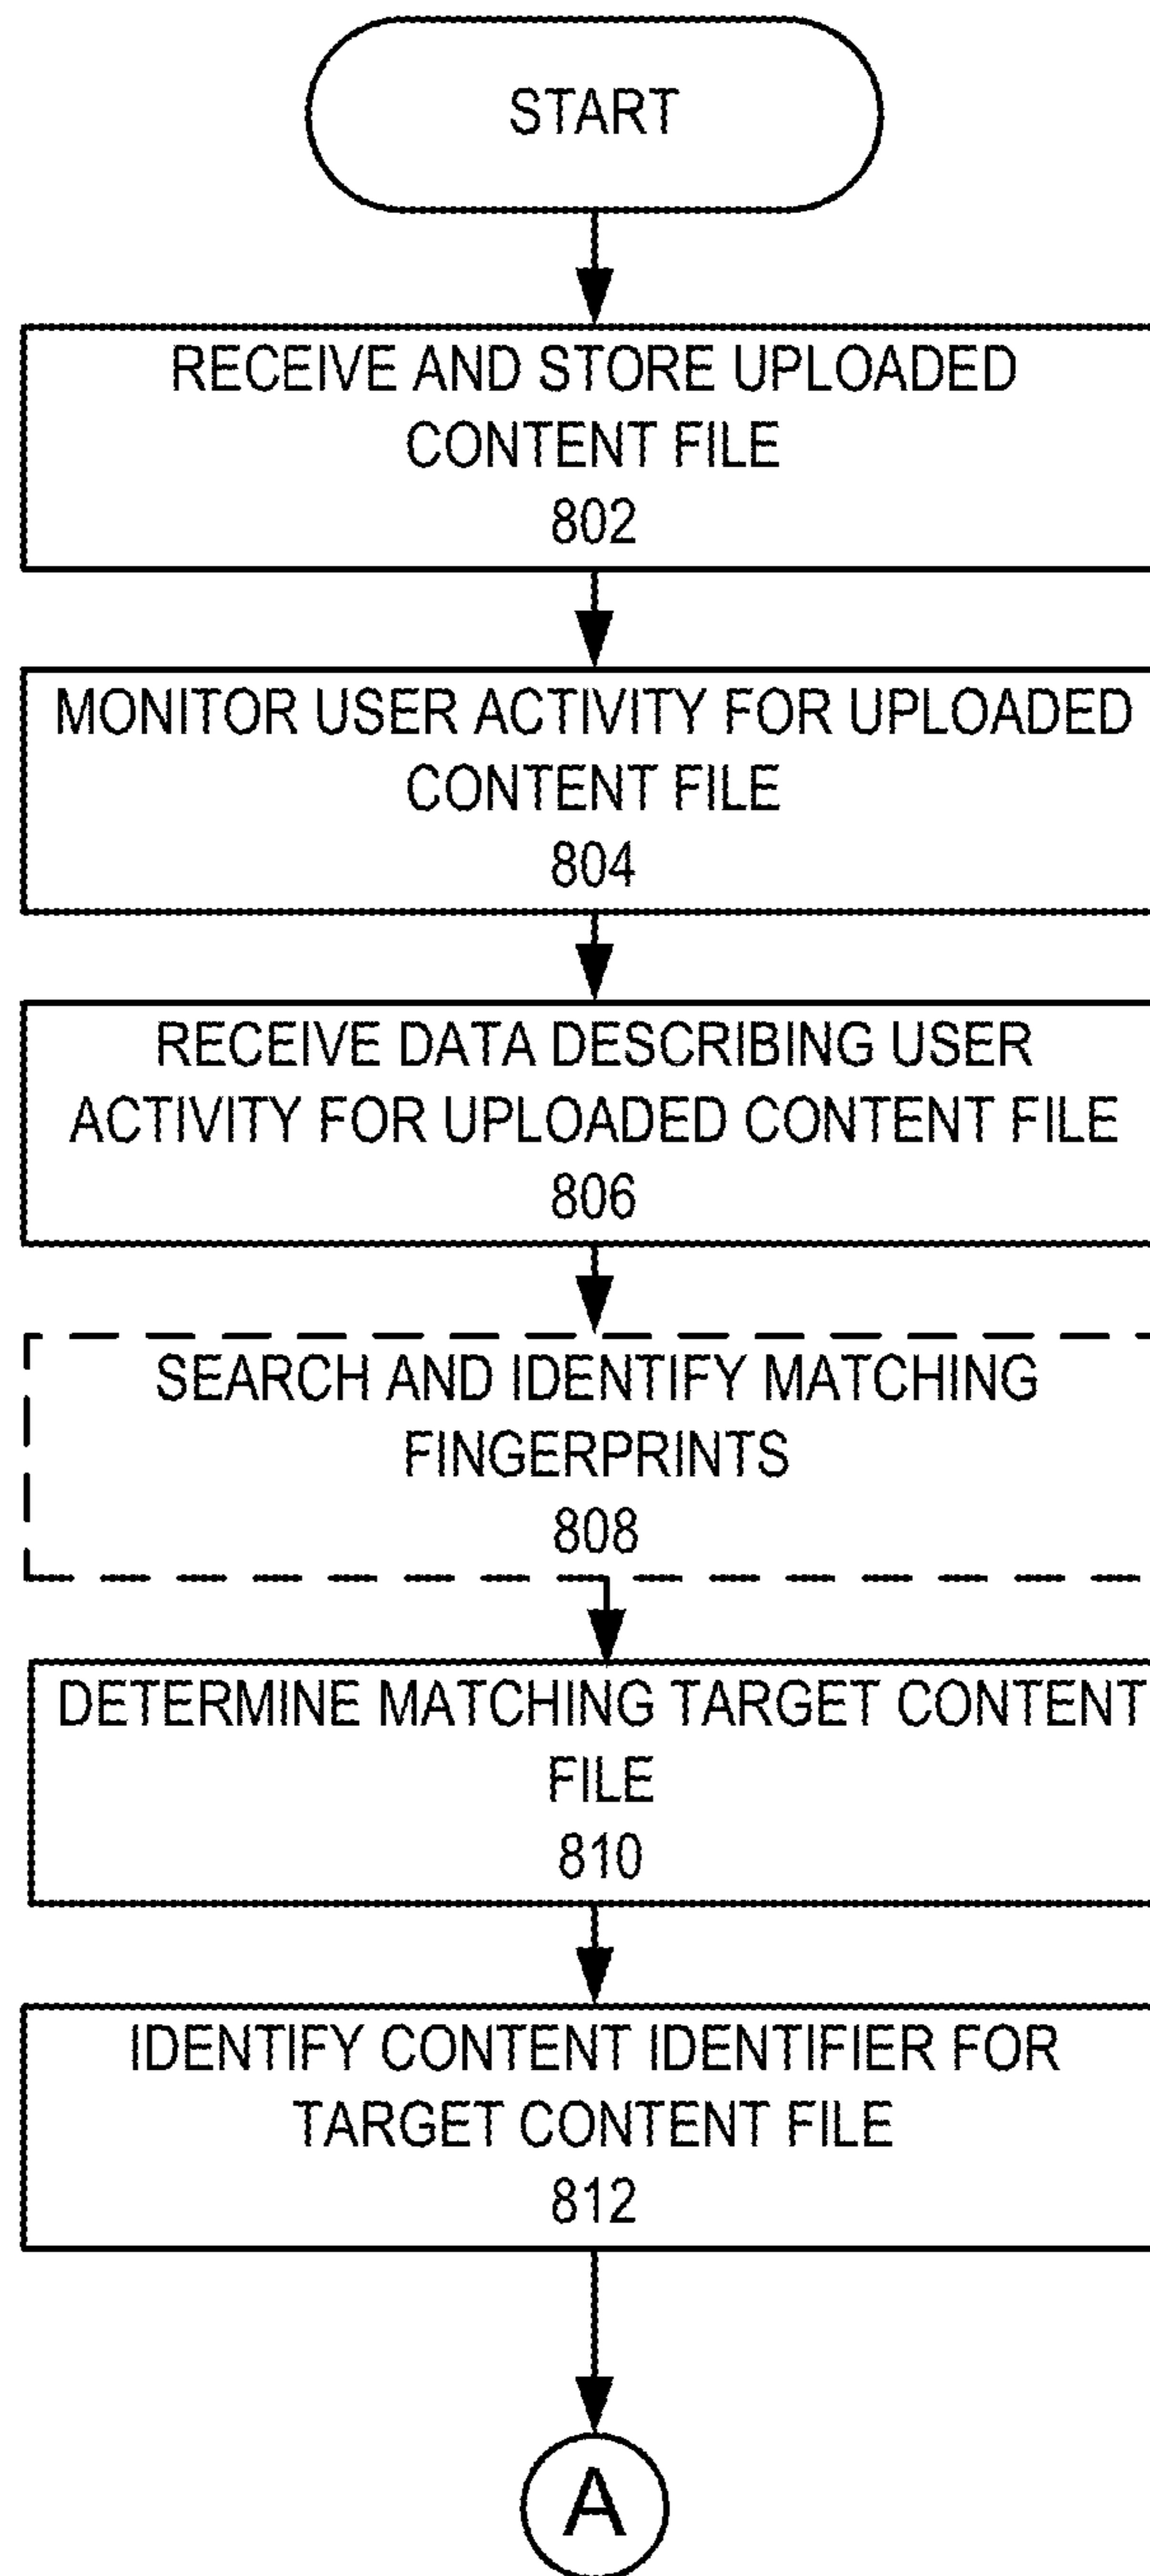 START
RECEIVE AND STORE UPLOADED
CONTENT FILE
802
MONITOR USER ACTIVITY FOR UPLOADED
CONTENT FILE
804
RECEIVE DATA DESCRIBING USER
ACTIVITY FOR UPLOADED CONTENT FILE
806
SEARCH AND IDENTIFY MATCHING
FINGERPRINTS
808
DETERMINE MATCHING TARGET CONTENT
FILE
810
IDENTIFY CONTENT IDENTIFIER FOR
TARGET CONTENT FILE
812
A